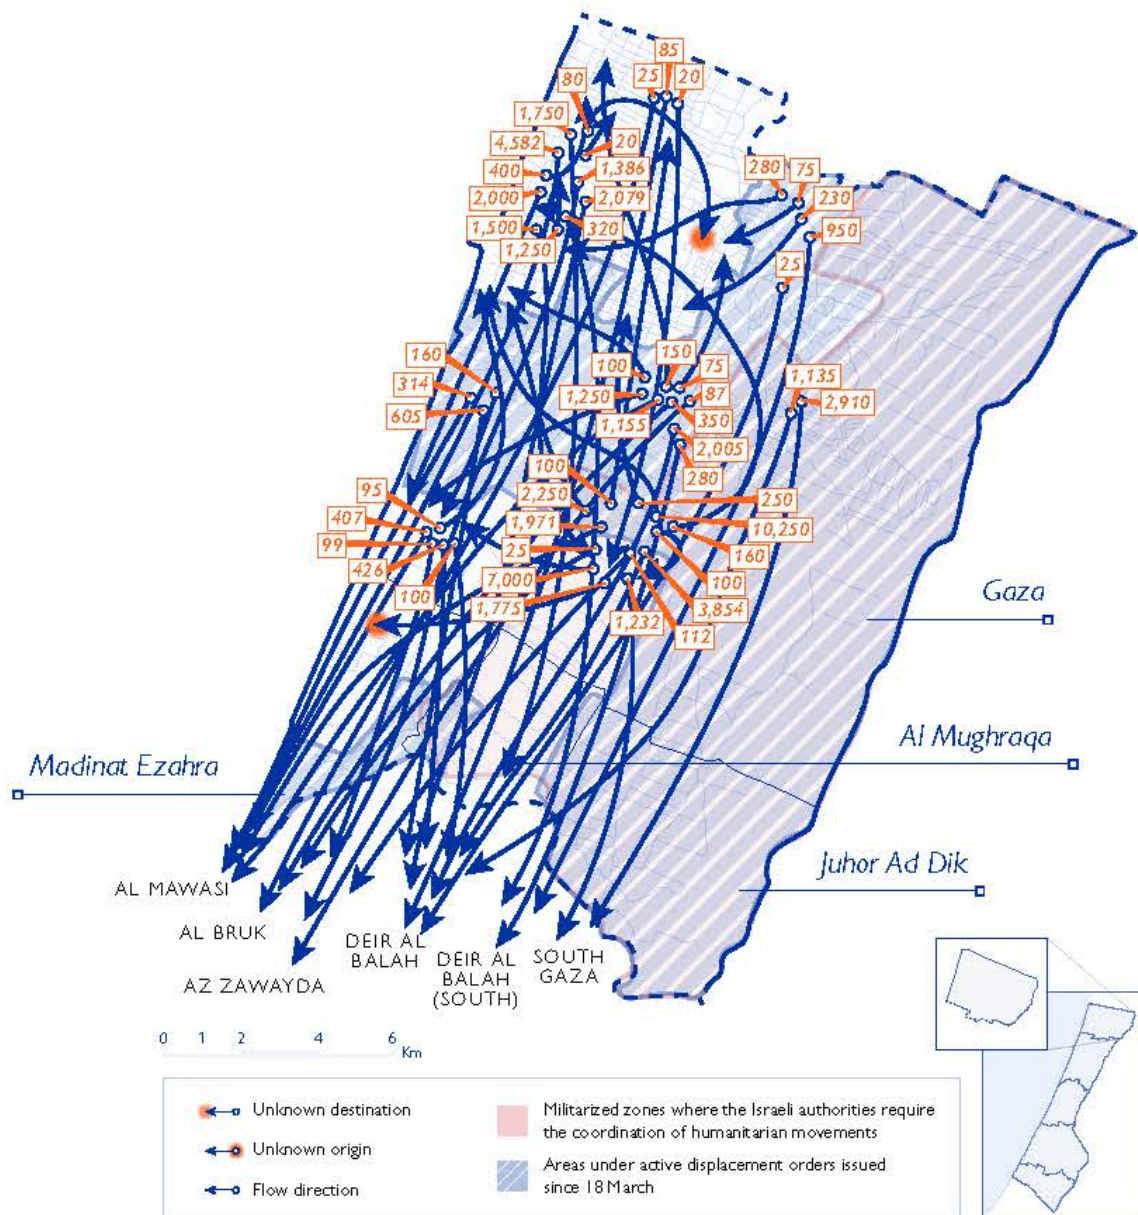 85
25
20
80
1,750
4,582
20
400
1,386
280
75
2,000
2,079
230
1,500
320
950
1,250
25
160
100
150
75
1,135
314
1,250
87
2,910
605
1,155
350
2,005
100
280
95
2,250
250
407
1,971
10,250
99
25
160
426
7,000
100
100
1,775
3,854
1,232
112
Gaza
Al Mughraqa
Madinat Ezahra
Juhor Ad Dik
AL MAWASI
AL BRUK
AZ ZAWAYDA
DEIR AL
BALAH
DEIR AL
BALAH
(SOUTH)
SOUTH
GAZA
0 1 2 4 6
Km
Unknown destination
Unknown origin
Flow direction
Militarized zones where the Israeli authorities require
the coordination of humanitarian movements
Areas under active displacement orders issued
since 18 March